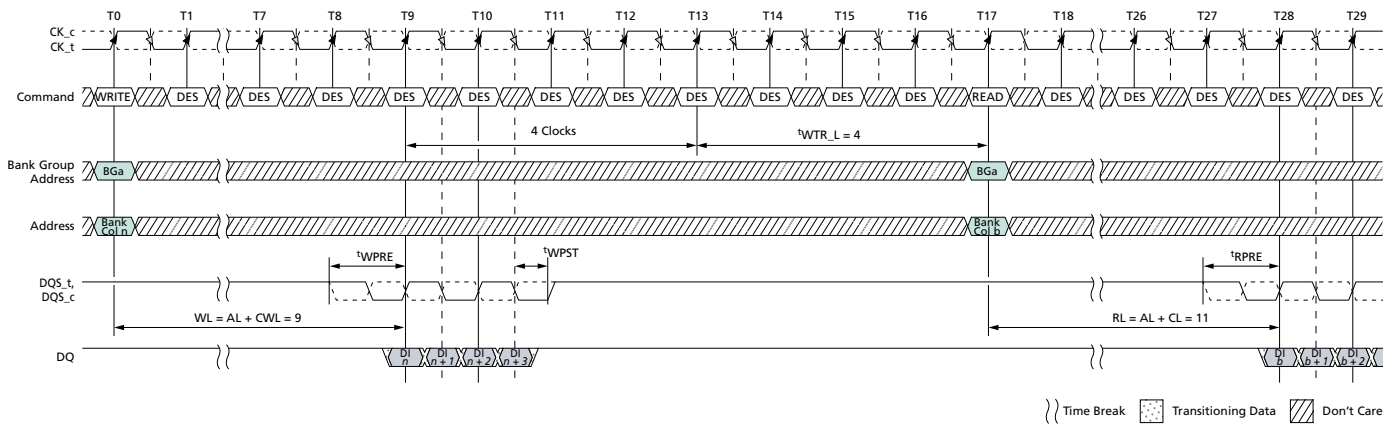 T0 T1 T7 T8 T9 T10 T11 T12 T13 T14 T15 T16 T17 T18 T26 T27 T28 T29
CK_c
CK_t
Command WRITE DES DES DES DES DES DES DES DES DES DES DES READ DES DES DES DES DES
4 Clocks tWTR_L = 4
Bank Group
Address BGa BGa
Address Bank
Col n Bank
Col b
tWPRE tWPST tRPRE
DQS_t,
DQS_c
WL = AL + CWL = 9 RL = AL + CL = 11
DQ DI
n DI
n + 1 DI
n + 2 DI
n + 3 DI
b DI
b + 1 DI
b + 2
Time Break Transitioning Data Don't Care